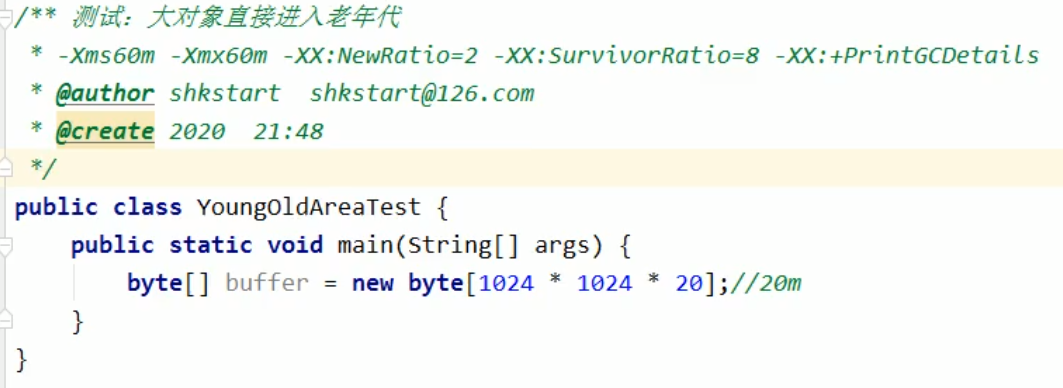 /** 测试：大对象直接进入老年代
 * -Xms60m -Xmx60m -XX:NewRatio=2 -XX:SurvivorRatio=8 -XX:+PrintGCDetails
 * @author shkstart  shkstart@126.com
 * @create 2020  21:48
 */
public class YoungOldAreaTest {
    public static void main(String[] args) {
        byte[] buffer = new byte[1024 * 1024 * 20];//20m
    }
}